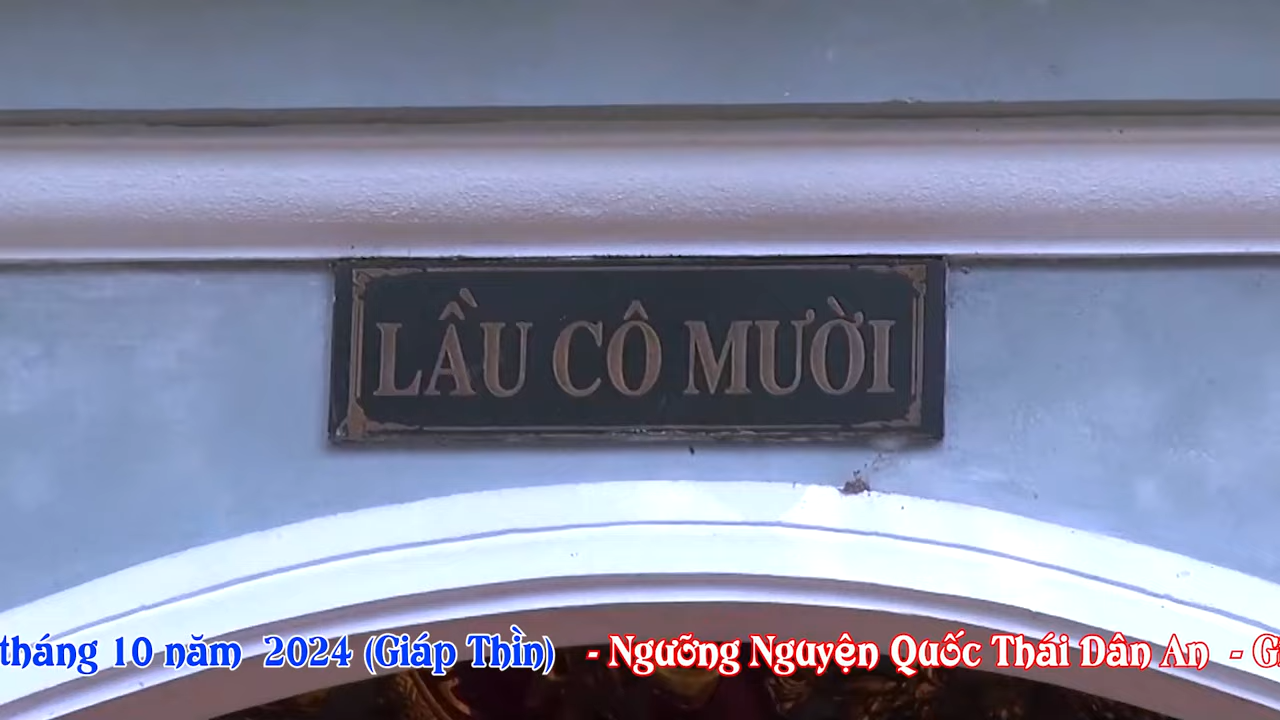 LẦU CÔ MƯỜI
tháng 10 năm 2024 (Giáp Thìn) - Ngưỡng Nguyện Quốc Thái Dân An -